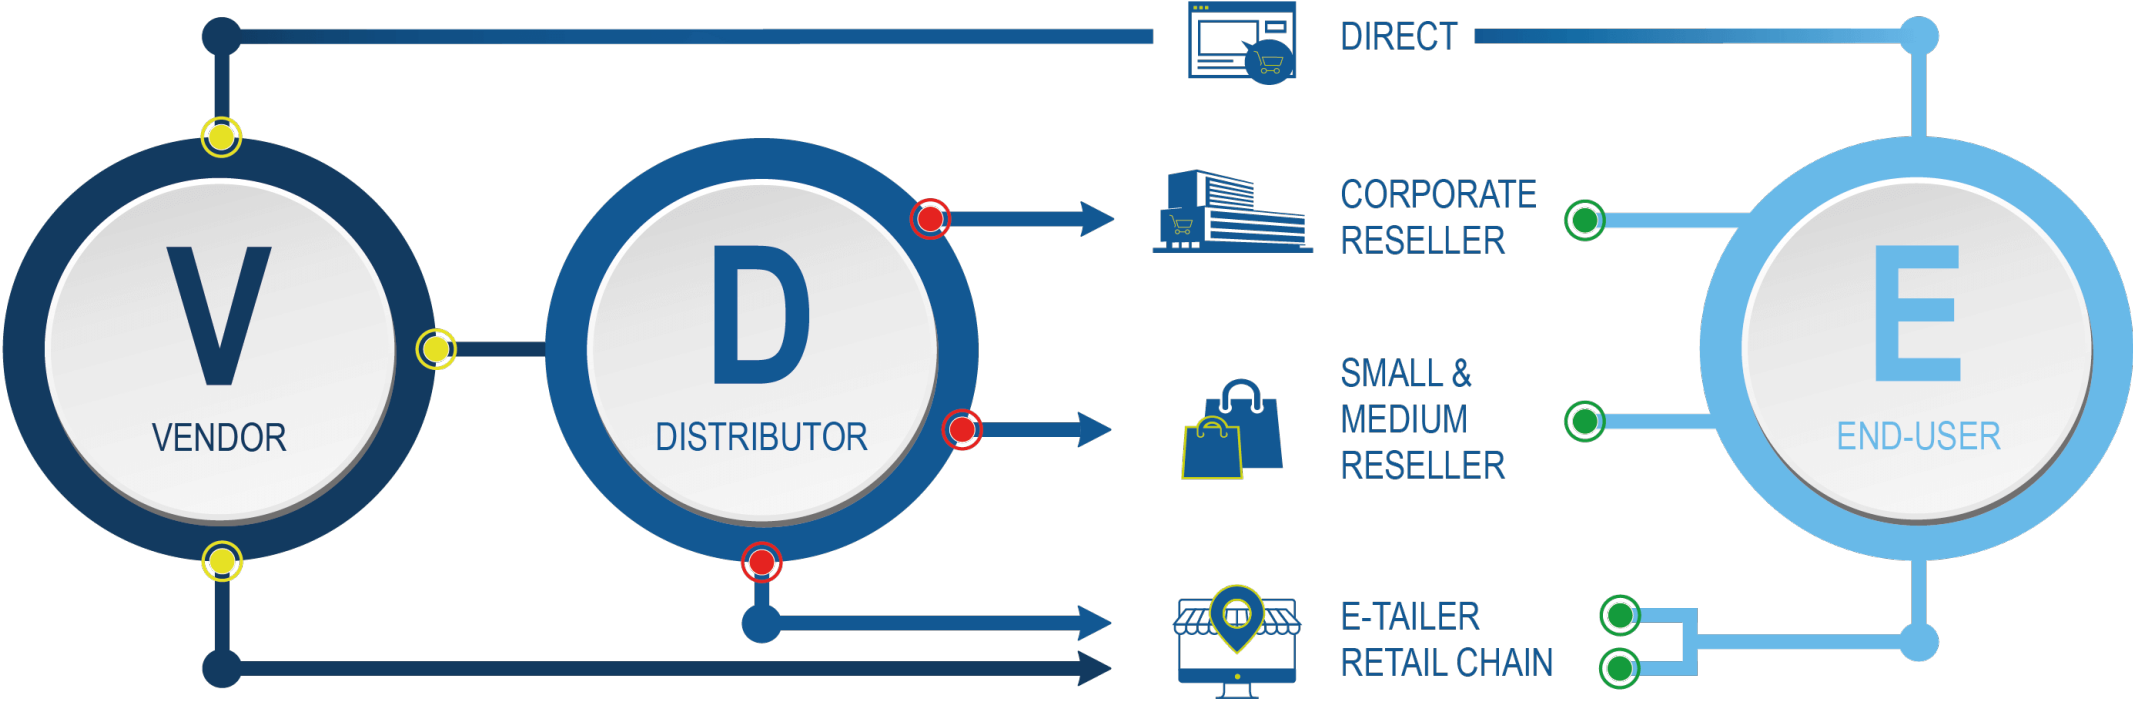 DIRECT
V
VENDOR
D
DISTRIBUTOR
CORPORATE
RESELLER
SMALL &
MEDIUM
RESELLER
E-TAILER
RETAIL CHAIN
E
END-USER